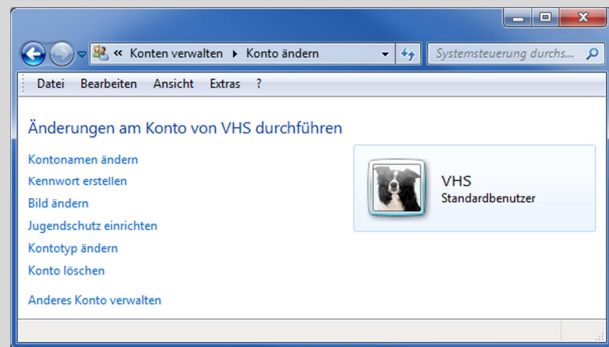 « Konten verwalten Konto ändern
Systemsteuerung durchs...
Datei Bearbeiten Ansicht Extras ?
Änderungen am Konto von VHS durchführen
Kontonamen ändern
Kennwort erstellen
Bild ändern
Jugendschutz einrichten
Kontotyp ändern
Konto löschen
Anderes Konto verwalten
VHS
Standardbenutzer